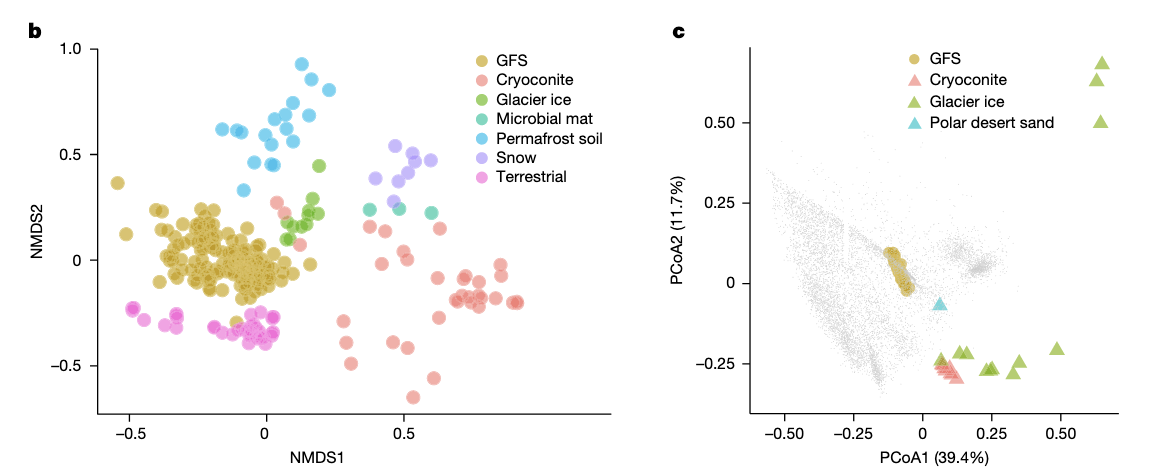 b
1.0
0.5
0
−0.5
NMDS2
−0.5
0
0.5
NMDS1
GFS
Cryoconite
Glacier ice
Microbial mat
Permafrost soil
Snow
Terrestrial
c
0.50
0.25
0
−0.25
PCoA2 (11.7%)
−0.50
−0.25
0
0.25
0.50
PCoA1 (39.4%)
GFS
Cryoconite
Glacier ice
Polar desert sand